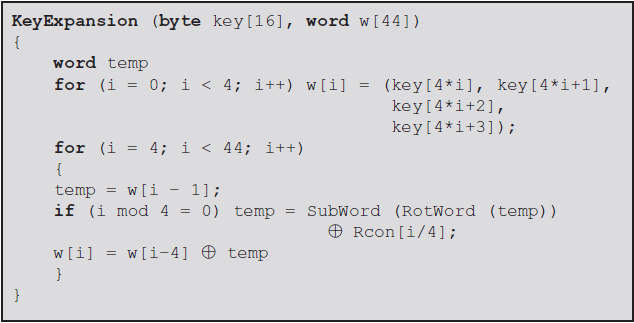 KeyExpansion (byte key[16], word w[44])
{
word temp
for (i = 0; i < 4; i++) w[i] = (key[4*i], key[4*i+1],
key[4*i+2],
key[4*i+3]);
for (i = 4; i < 44; i++)
{
temp = w[i − 1];
if (i mod 4 = 0) temp = SubWord (RotWord (temp))
⊕ Rcon[i/4];
w[i] = w[i−4] ⊕ temp
}
}